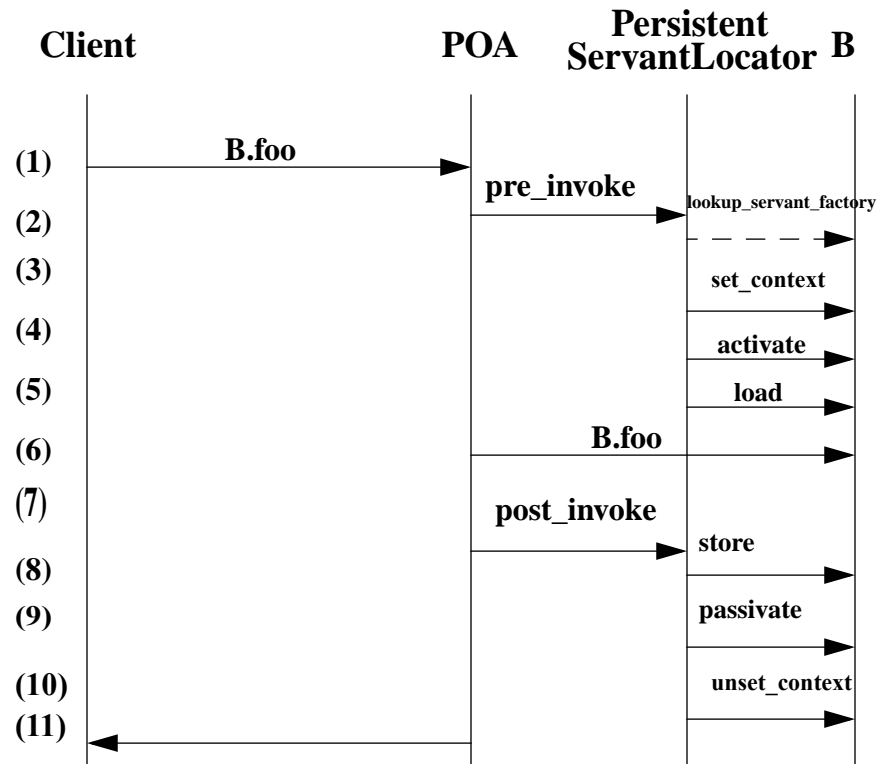 Persistent
Client POA ServantLocator B
(1) B.foo
pre_invoke
(2) lookup_servant_factory
(3) set_context
(4) activate
(5) load
(6) B.foo
(7) post_invoke
store
(8)
(9) passivate
(10) unset_context
(11)